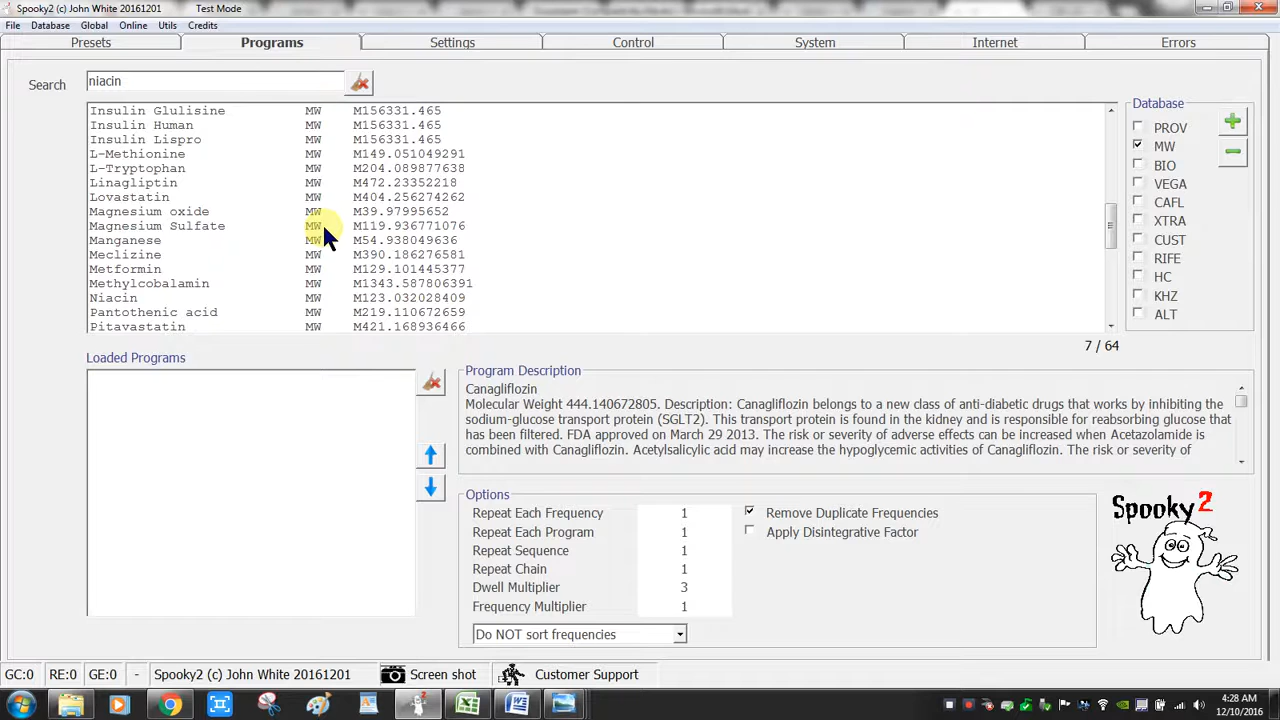 Spooky2 (c) John White 20161201 Test Mode
File Database Global Online Utils Credits
Presets Programs Settings Control System Internet Errors
Search niacin
Insulin Glulisine MW M156331.465
Insulin Human MW M156331.465
Insulin Lispro MW M156331.465
L-Methionine MW M149.051049291
L-Tryptophan MW M204.089877638
Linagliptin MW M472.23352218
Lovastatin MW M404.256274262
Magnesium oxide MW M39.97995652
Magnesium Sulfate MW M119.936771076
Manganese MW M54.938049636
Meclizine MW M390.186276581
Metformin MW M129.101445377
Methylcobalamin MW M1343.587806391
Niacin MW M123.032028409
Pantothenic acid MW M219.110672659
Pitavastatin MW M421.168936466
7 / 64
Database
PROV
MW
BIO
VEGA
CAFL
XTRA
CUST
RIFE
HC
KHZ
ALT
Loaded Programs
Program Description
Canagliflozin
Molecular Weight 444.140672805. Description: Canagliflozin belongs to a new class of anti-diabetic drugs that works by inhibiting the
sodium-glucose transport protein (SGLT2). This transport protein is found in the kidney and is responsible for reabsorbing glucose that
has been filtered. FDA approved on March 29 2013. The risk or severity of adverse effects can be increased when Acetazolamide is
combined with Canagliflozin. Acetylsalicylic acid may increase the hypoglycemic activities of Canagliflozin. The risk or severity of
Options
Repeat Each Frequency 1
Repeat Each Program 1
Repeat Sequence 1
Repeat Chain 1
Dwell Multiplier 3
Frequency Multiplier 1
Do NOT sort frequencies
Remove Duplicate Frequencies
Apply Disintegrative Factor
Spooky2
GC:0 RE:0 GE:0 - Spooky2 (c) John White 20161201 Screen shot Customer Support
4:28 AM
12/10/2016